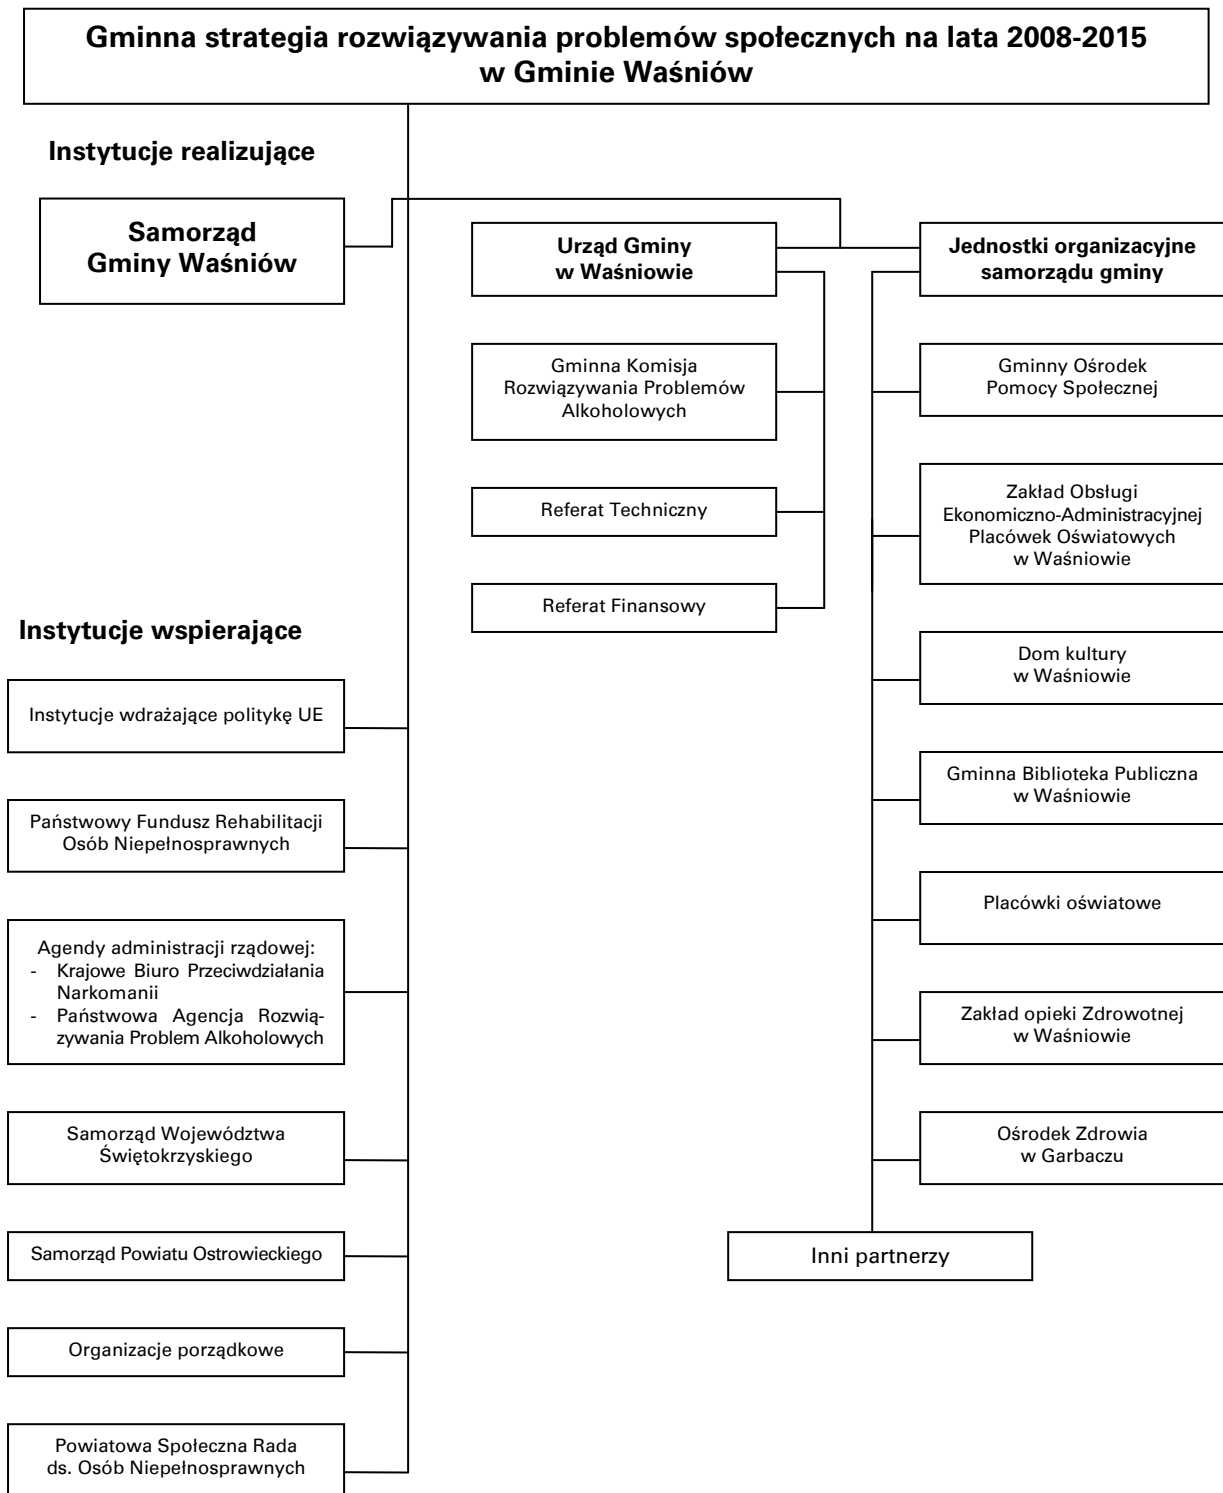 Gminna strategia rozwiązywania problemów społecznych na lata 2008-2015
w Gminie Waśniów
Instytucje realizujące
Samorząd
Gminy Waśniów
Urząd Gminy
w Waśniowie
Jednostki organizacyjne
samorządu gminy
Gminna Komisja
Rozwiązywania Problemów
Alkoholowych
Referat Techniczny
Referat Finansowy
Gminny Ośrodek
Pomocy Społecznej
Zakład Obsługi
Ekonomiczno-Administracyjnej
Placówek Oświatowych
w Waśniowie
Dom kultury
w Waśniowie
Gminna Biblioteka Publiczna
w Waśniowie
Placówki oświatowe
Zakład opieki Zdrowotnej
w Waśniowie
Ośrodek Zdrowia
w Garbaczu
Inni partnerzy
Instytucje wspierające
Instytucje wdrażające politykę UE
Państwowy Fundusz Rehabilitacji
Osób Niepełnosprawnych
Agendy administracji rządowej:
- Krajowe Biuro Przeciwdziałania
Narkomanii
- Państwowa Agencja Rozwią-
zywania Problem Alkoholowych
Samorząd Województwa
Świętokrzyskiego
Samorząd Powiatu Ostrowieckiego
Organizacje porządkowe
Powiatowa Społeczna Rada
ds. Osób Niepełnosprawnych